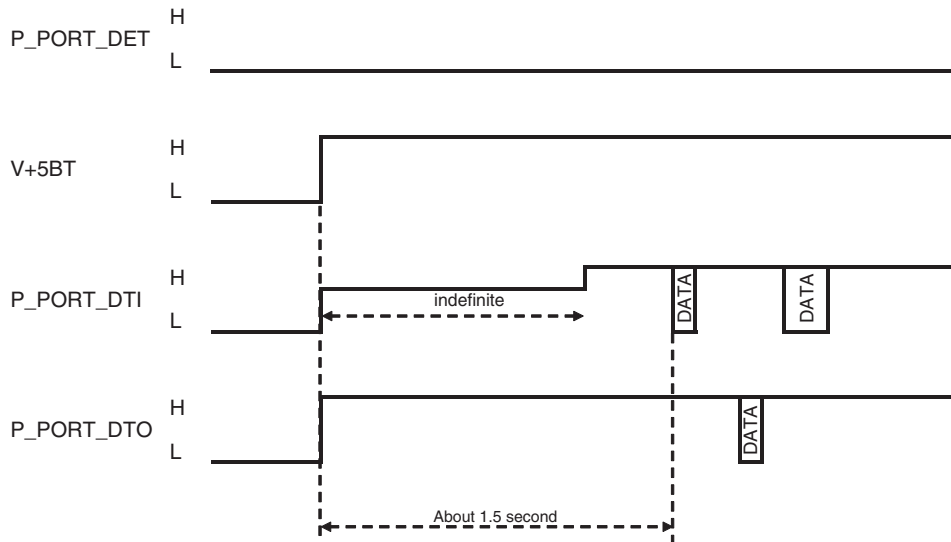 P_PORT_DET
H
L
V+5BT
H
L
P_PORT_DTI
H
L
indefinite
DATA
DATA
P_PORT_DTO
H
L
DATA
About 1.5 second